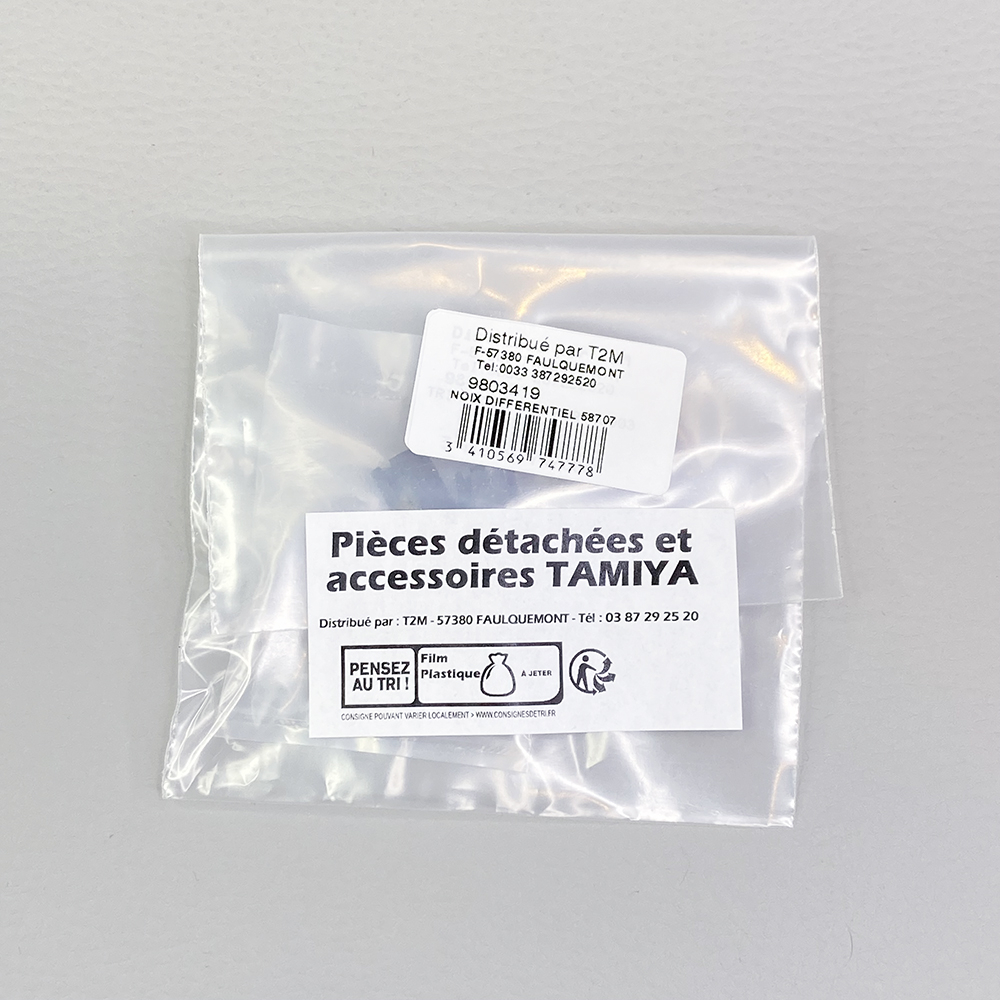 Distribué par T2M
F-57380 FAULQUEMONT
Tel:0033 387292520
9803419
NOIX DIFFERENTIEL 58707
3 410569 747778
Pièces détachées et
accessoires TAMIYA
Distribué par : T2M - 57380 FAULQUEMONT - Tél : 03 87 29 25 20
PENSEZ
AU TRI !
Film
Plastique
À JETER
CONSIGNE POUVANT VARIER LOCALEMENT > WWW.CONSIGNESDETRI.FR